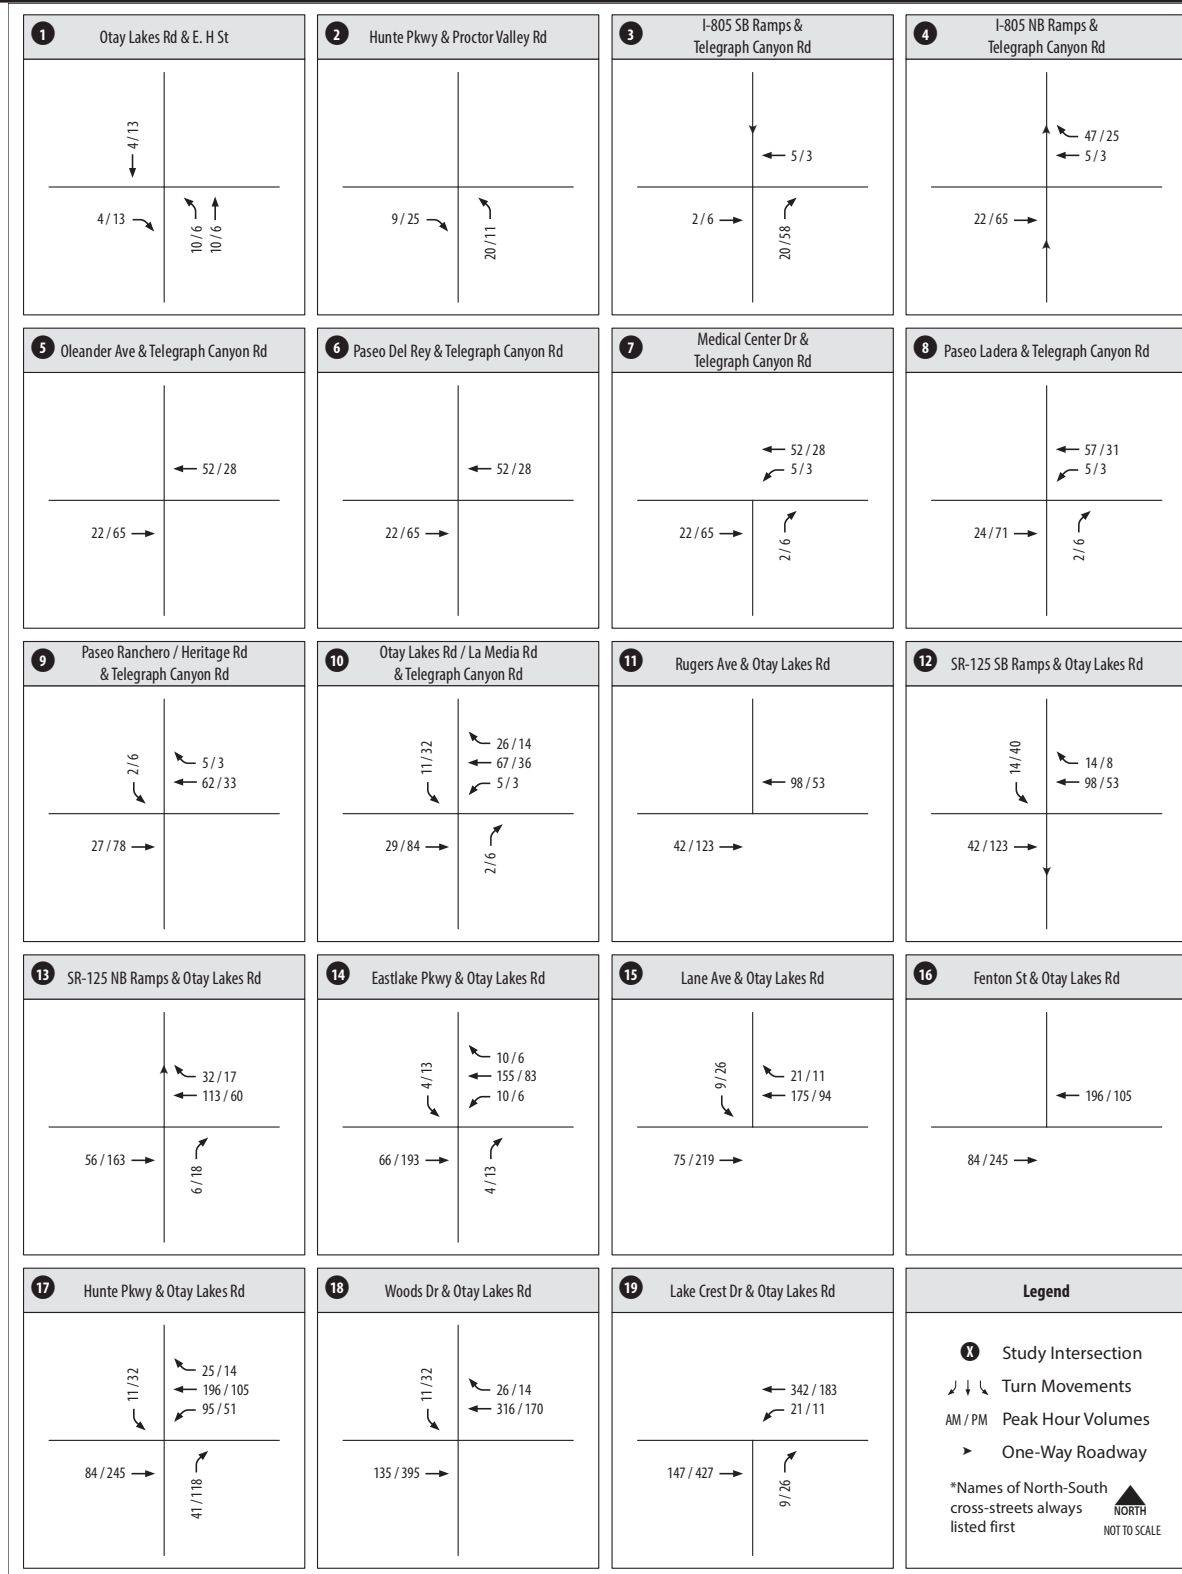 1
Otay Lakes Rd & E. H St
4 / 13
4 / 13
10 / 6
10 / 6
2
Hunte Pkwy & Proctor Valley Rd
9 / 25
20 / 11
3
I-805 SB Ramps &
Telegraph Canyon Rd
5 / 3
2 / 6
20 / 58
4
I-805 NB Ramps &
Telegraph Canyon Rd
47 / 25
5 / 3
22 / 65
5
Oleander Ave & Telegraph Canyon Rd
52 / 28
22 / 65
6
Paseo Del Rey & Telegraph Canyon Rd
52 / 28
22 / 65
7
Medical Center Dr &
Telegraph Canyon Rd
52 / 28
5 / 3
22 / 65
2 / 6
8
Paseo Ladera & Telegraph Canyon Rd
57 / 31
5 / 3
24 / 71
2 / 6
9
Paseo Ranchero / Heritage Rd
& Telegraph Canyon Rd
2 / 6
5 / 3
62 / 33
27 / 78
10
Otay Lakes Rd / La Media Rd
& Telegraph Canyon Rd
11 / 32
26 / 14
67 / 36
5 / 3
29 / 84
2 / 6
11
Rugers Ave & Otay Lakes Rd
98 / 53
42 / 123
12
SR-125 SB Ramps & Otay Lakes Rd
14 / 40
14 / 8
98 / 53
42 / 123
13
SR-125 NB Ramps & Otay Lakes Rd
32 / 17
113 / 60
56 / 163
6 / 18
14
Eastlake Pkwy & Otay Lakes Rd
4 / 13
10 / 6
155 / 83
10 / 6
66 / 193
4 / 13
15
Lane Ave & Otay Lakes Rd
9 / 26
21 / 11
175 / 94
75 / 219
16
Fenton St & Otay Lakes Rd
196 / 105
84 / 245
17
Hunte Pkwy & Otay Lakes Rd
11 / 32
25 / 14
196 / 105
95 / 51
84 / 245
41 / 118
18
Woods Dr & Otay Lakes Rd
11 / 32
26 / 14
316 / 170
135 / 395
19
Lake Crest Dr & Otay Lakes Rd
342 / 183
21 / 11
147 / 427
9 / 26
Legend
X Study Intersection
Turn Movements
AM / PM Peak Hour Volumes
One-Way Roadway
*Names of North-South
cross-streets always
listed first
NORTH
NOT TO SCALE